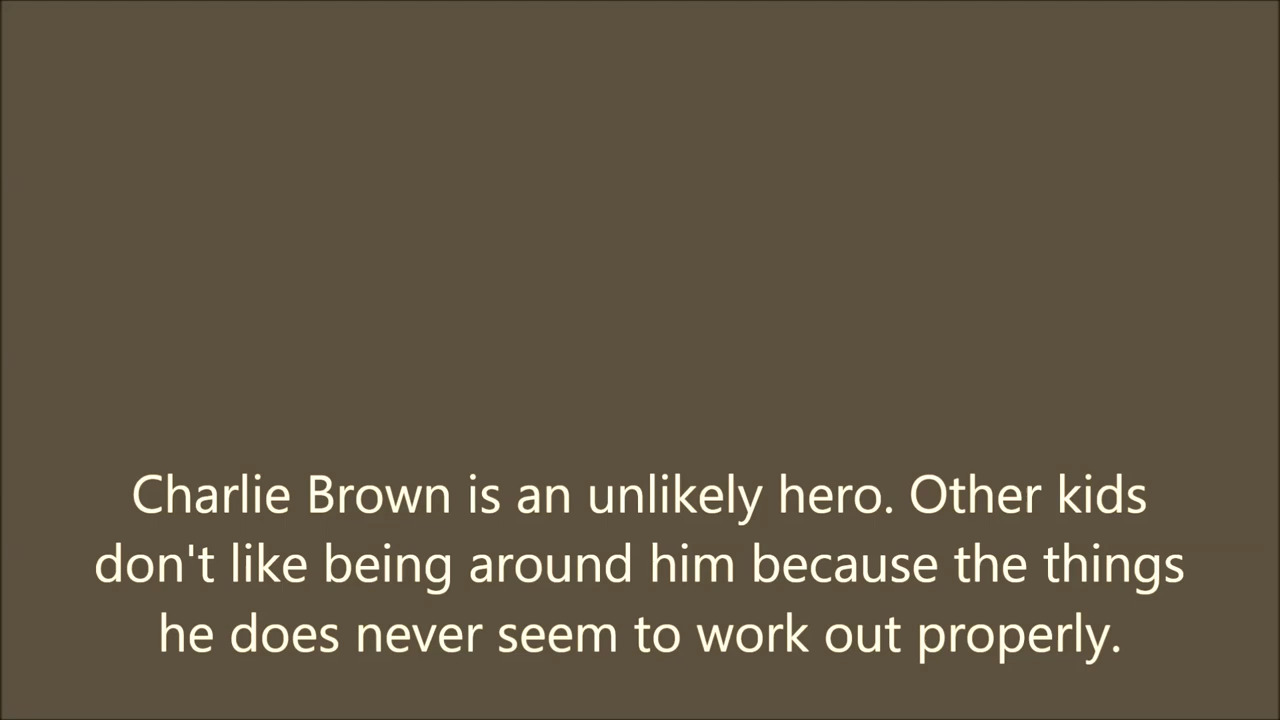 Charlie Brown is an unlikely hero. Other kids
don't like being around him because the things
he does never seem to work out properly.